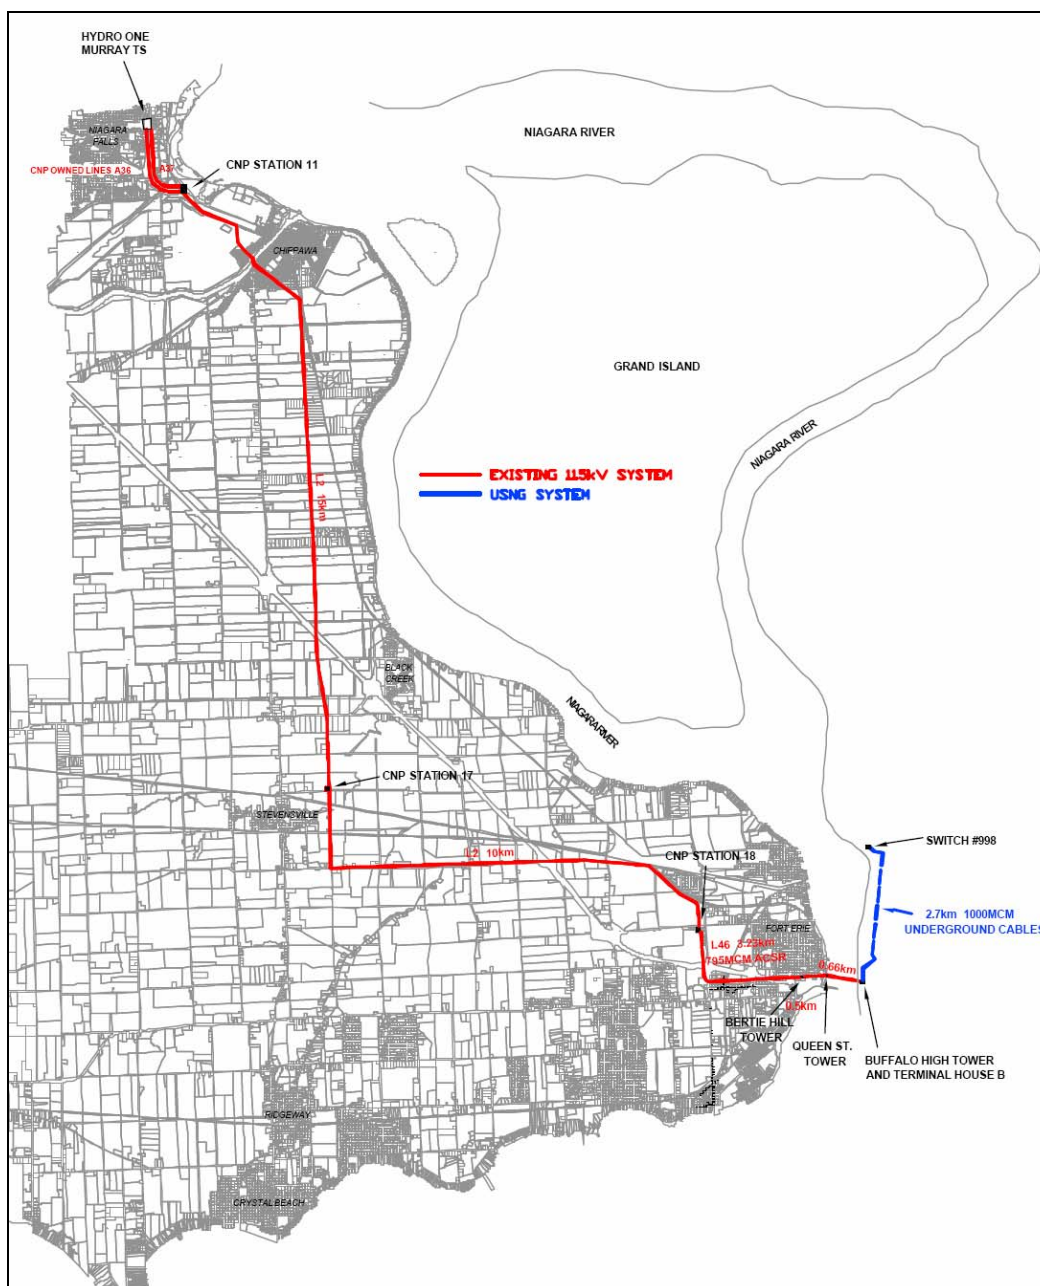 HYDRO ONE
MURRAY TS
NIAGARA RIVER
NIAGARA
FALLS
CNP OWNED LINES A36
A37
CNP STATION 11
CHIPPAWA
GRAND ISLAND
NIAGARA RIVER
EXISTING 115kV SYSTEM
USNG SYSTEM
L2 15km
BLACK
CREEK
NIAGARA RIVER
CNP STATION 17
STEVENSVILLE
L2 10km
CNP STATION 18
SWITCH #998
2.7km 1000MCM
UNDERGROUND CABLES
FORT ERIE
L46 3.23km
795MCM ACSR
0.66km
0.5km
BERTIE HILL
TOWER
QUEEN ST.
TOWER
BUFFALO HIGH TOWER
AND TERMINAL HOUSE B
RIDGEWAY
CRYSTAL BEACH